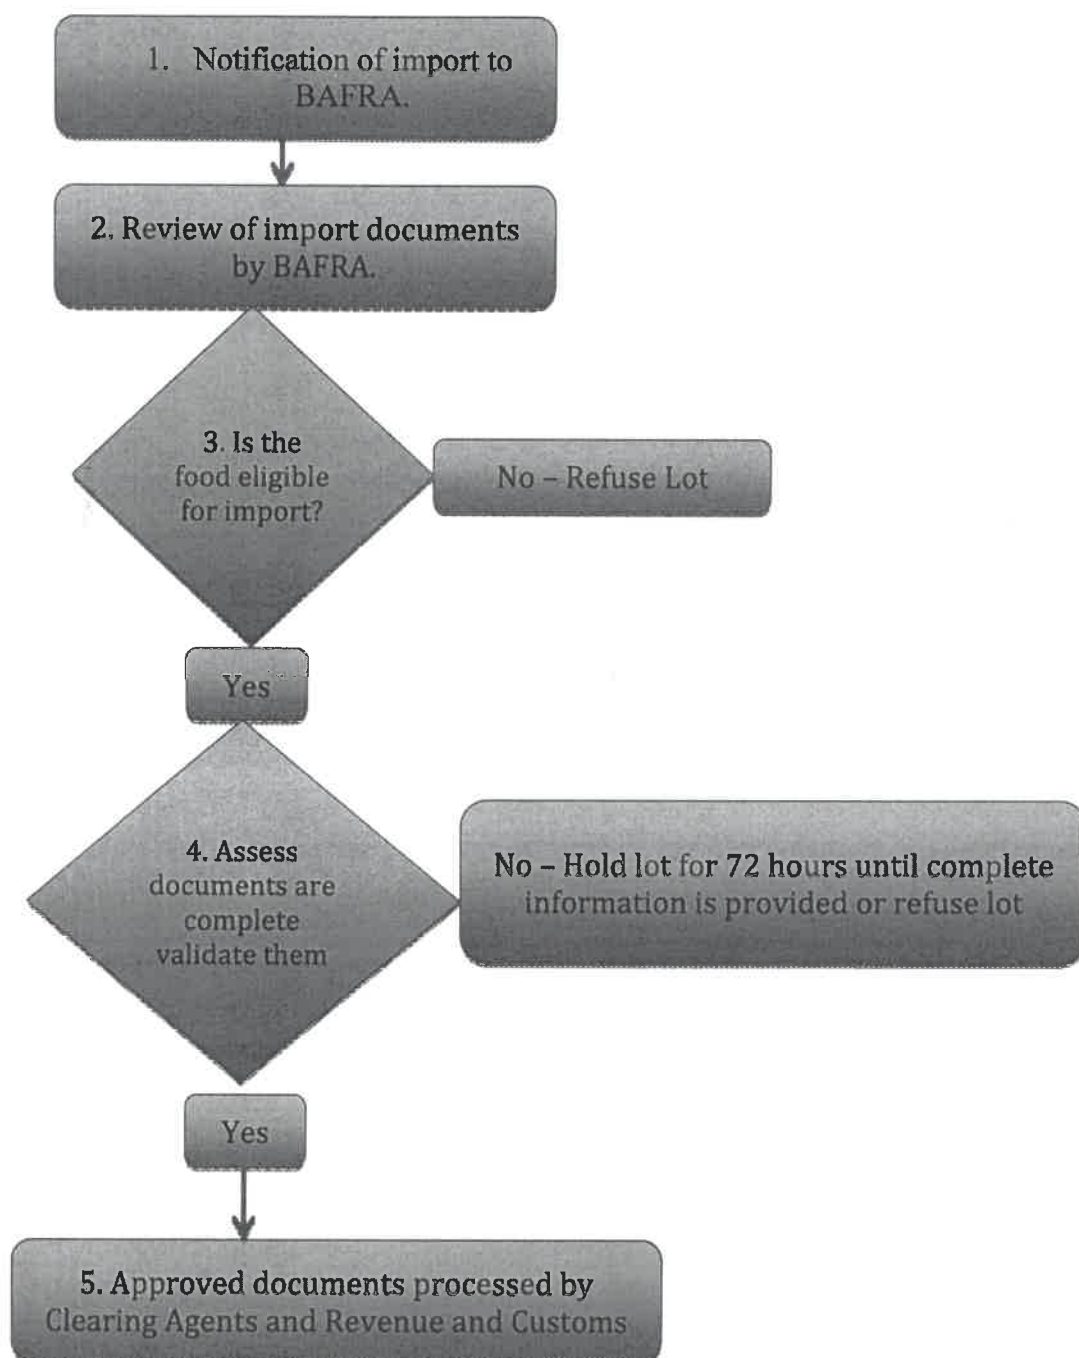 1. Notification of import to
BAFRA.
2. Review of import documents
by BAFRA.
3. Is the
food eligible
for import?
No – Refuse Lot
Yes
4. Assess
documents are
complete
validate them
No – Hold lot for 72 hours until complete
information is provided or refuse lot
Yes
5. Approved documents processed by
Clearing Agents and Revenue and Customs